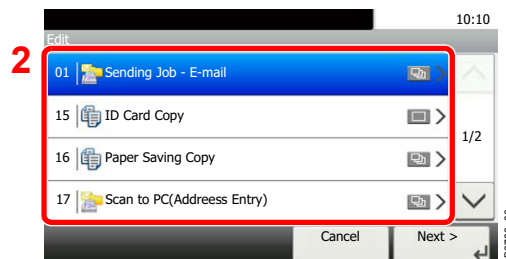 10:10
Edit
2
01 Sending Job - E-mail
15 ID Card Copy
1/2
16 Paper Saving Copy
17 Scan to PC(Addreess Entry)
Cancel Next >